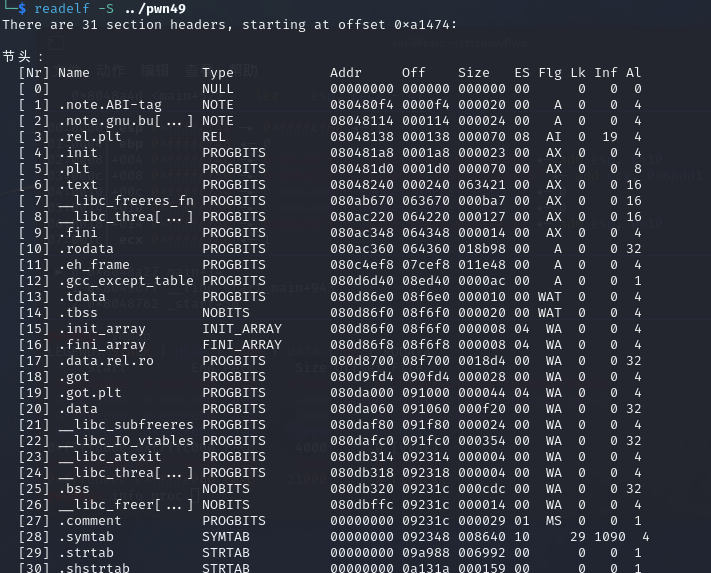 └─$ readelf -S ../pwn49
There are 31 section headers, starting at offset 0xa1474:
节头：
[Nr] Name Type Addr Off Size ES Flg Lk Inf Al
[ 0] NULL 00000000 000000 000000 00 0 0 0
[ 1] .note.ABI-tag NOTE 080480f4 0000f4 000020 00 A 0 0 4
[ 2] .note.gnu.bu[...] NOTE 08048114 000114 000024 00 A 0 0 4
[ 3] .rel.plt REL 08048138 000138 000070 08 AI 0 19 4
[ 4] .init PROGBITS 080481a8 0001a8 000023 00 AX 0 0 4
[ 5] .plt PROGBITS 080481d0 0001d0 000070 00 AX 0 0 8
[ 6] .text PROGBITS 08048240 000240 063421 00 AX 0 0 16
[ 7] __libc_freeres_fn PROGBITS 080ab670 063670 000ba7 00 AX 0 0 16
[ 8] __libc_threa[...] PROGBITS 080ac220 064220 000127 00 AX 0 0 16
[ 9] .fini PROGBITS 080ac348 064348 000014 00 AX 0 0 4
[10] .rodata PROGBITS 080ac360 064360 018b98 00 A 0 0 32
[11] .eh_frame PROGBITS 080c4ef8 07cef8 011e48 00 A 0 0 4
[12] .gcc_except_table PROGBITS 080d6d40 08ed40 0000ac 00 A 0 0 1
[13] .tdata PROGBITS 080d86e0 08f6e0 000010 00 WAT 0 0 4
[14] .tbss NOBITS 080d86f0 08f6f0 000020 00 WAT 0 0 4
[15] .init_array INIT_ARRAY 080d86f0 08f6f0 000008 04 WA 0 0 4
[16] .fini_array FINI_ARRAY 080d86f8 08f6f8 000008 04 WA 0 0 4
[17] .data.rel.ro PROGBITS 080d8700 08f700 0018d4 00 WA 0 0 32
[18] .got PROGBITS 080d9fd4 090fd4 000028 00 WA 0 0 4
[19] .got.plt PROGBITS 080da000 091000 000044 04 WA 0 0 4
[20] .data PROGBITS 080da060 091060 000f20 00 WA 0 0 32
[21] __libc_subfreeres PROGBITS 080daf80 091f80 000024 00 WA 0 0 4
[22] __libc_IO_vtables PROGBITS 080dafc0 091fc0 000354 00 WA 0 0 32
[23] __libc_atexit PROGBITS 080db314 092314 000004 00 WA 0 0 4
[24] __libc_threa[...] PROGBITS 080db318 092318 000004 00 WA 0 0 4
[25] .bss NOBITS 080db320 09231c 000cdc 00 WA 0 0 32
[26] __libc_freer[...] NOBITS 080dbffc 09231c 000014 00 WA 0 0 4
[27] .comment PROGBITS 00000000 09231c 000029 01 MS 0 0 1
[28] .symtab SYMTAB 00000000 092348 008640 10 29 1090 4
[29] .strtab STRTAB 00000000 09a988 006992 00 0 0 1
[30] .shstrtab STRTAB 00000000 0a131a 000159 00 0 0 1